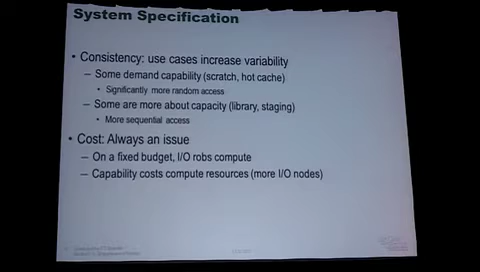 System Specification
• Consistency: use cases increase variability
– Some demand capability (scratch, hot cache)
• Significantly more random access
– Some are more about capacity (library, staging)
• More sequential access
• Cost: Always an issue
– On a fixed budget, I/O robs compute
– Capability costs compute resources (more I/O nodes)